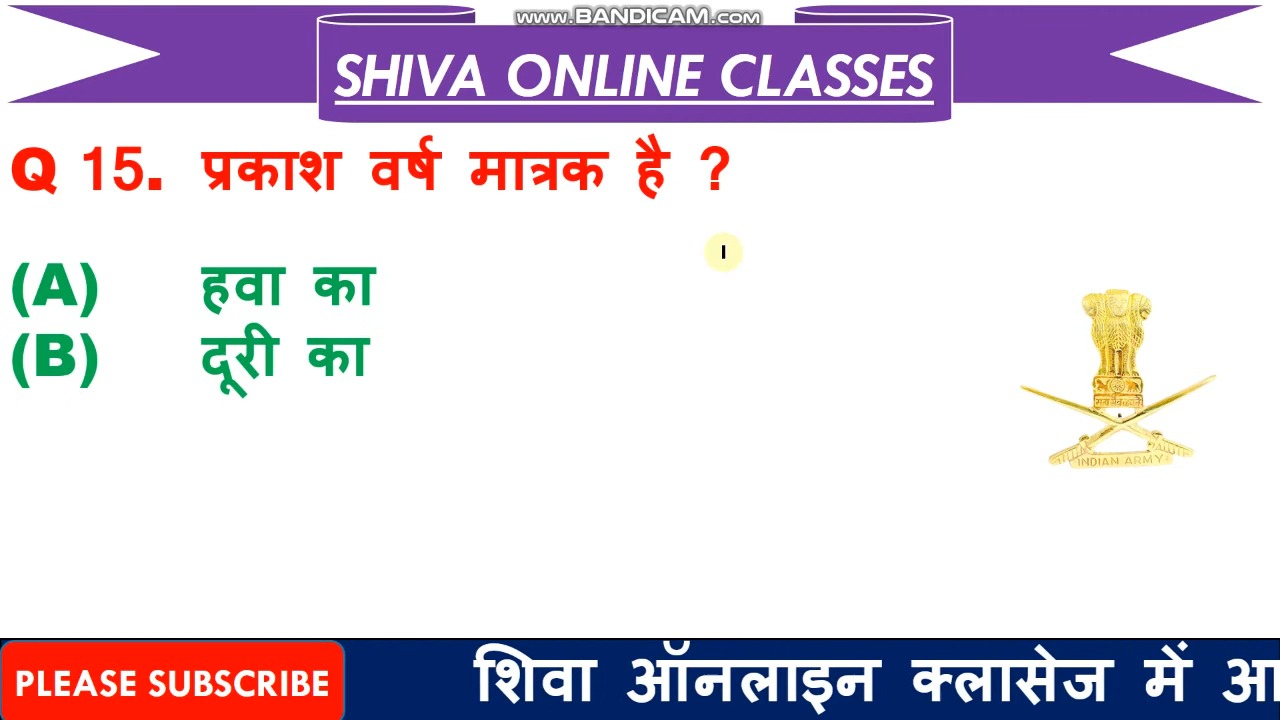 www.BANDICAM.com
SHIVA ONLINE CLASSES
Q 15. प्रकाश वर्ष मात्रक है ?
(A) हवा का
(B) दूरी का
INDIAN ARMY
PLEASE SUBSCRIBE
शिवा ऑनलाइन क्लासेज में